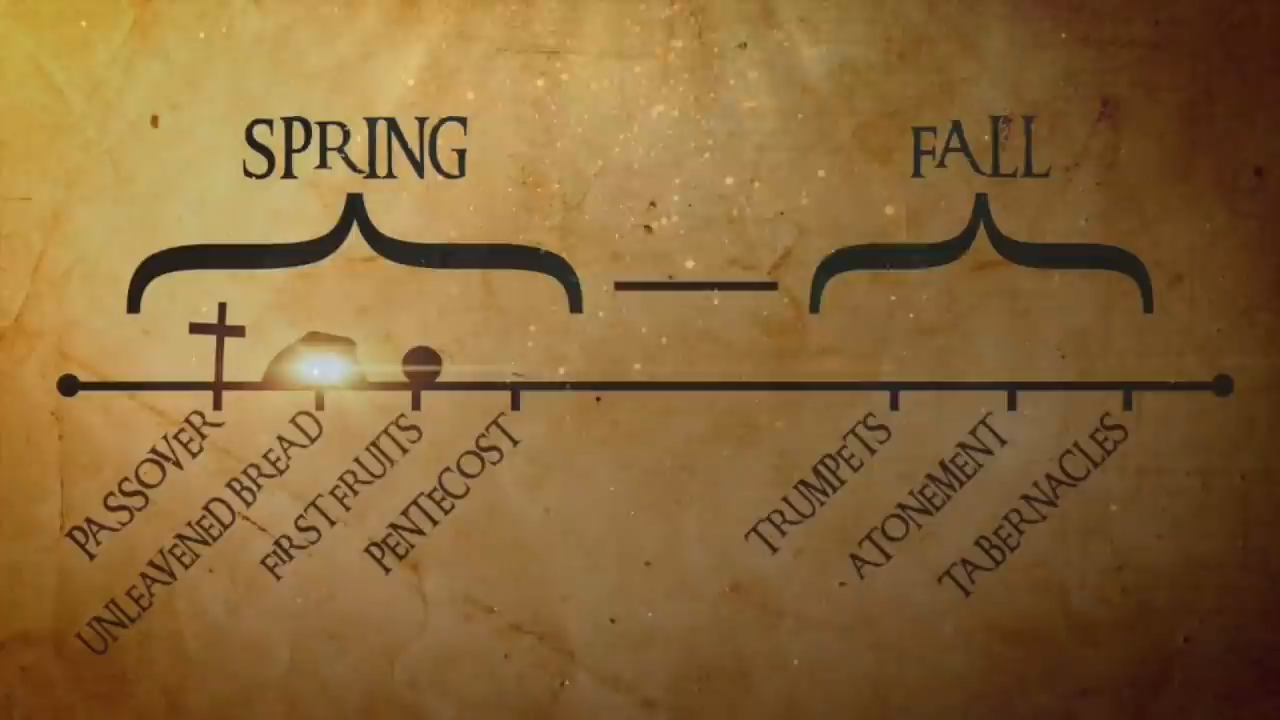 SPRING
FALL
PASSOVER
UNLEAVENED BREAD
FIRST FRUITS
PENTECOST
TRUMPETS
ATONEMENT
TABERNACLES